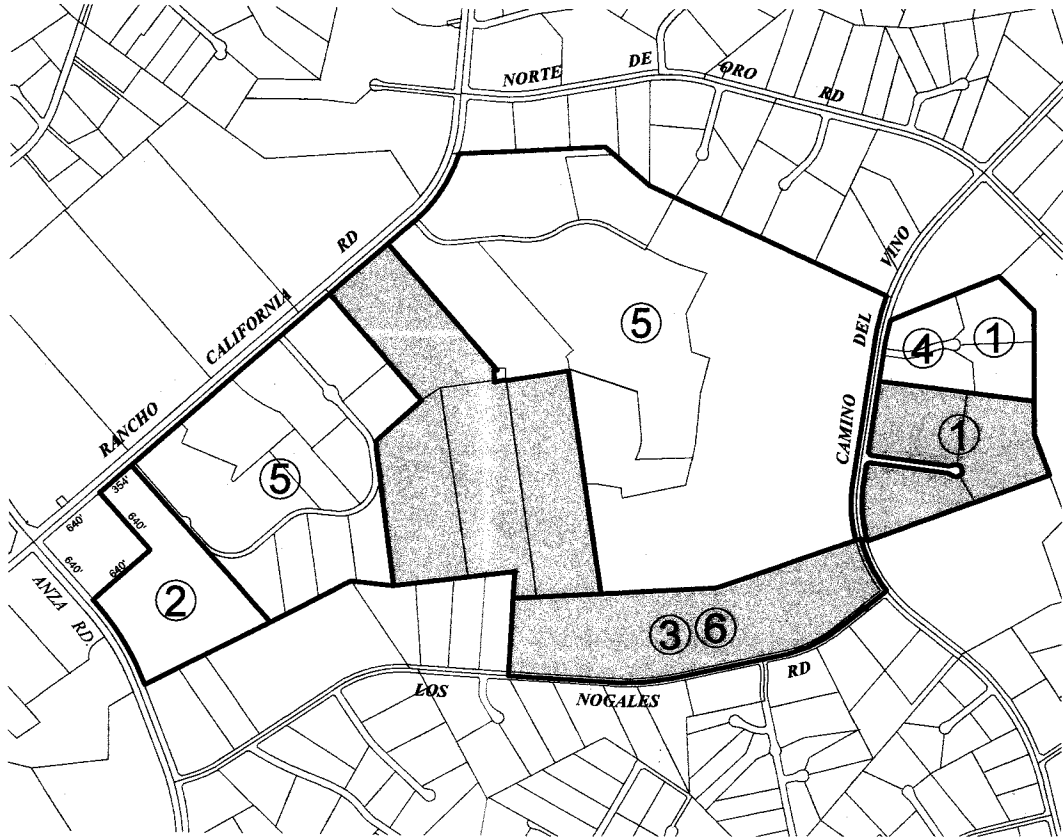 NORTE DE ORO RD
RANCHO CALIFORNIA RD
CAMINO DEL VINO
5
4
1
1
5
354'
640'
640'
640'
640'
2
ANZA RD
3 6
LOS NOGALES RD